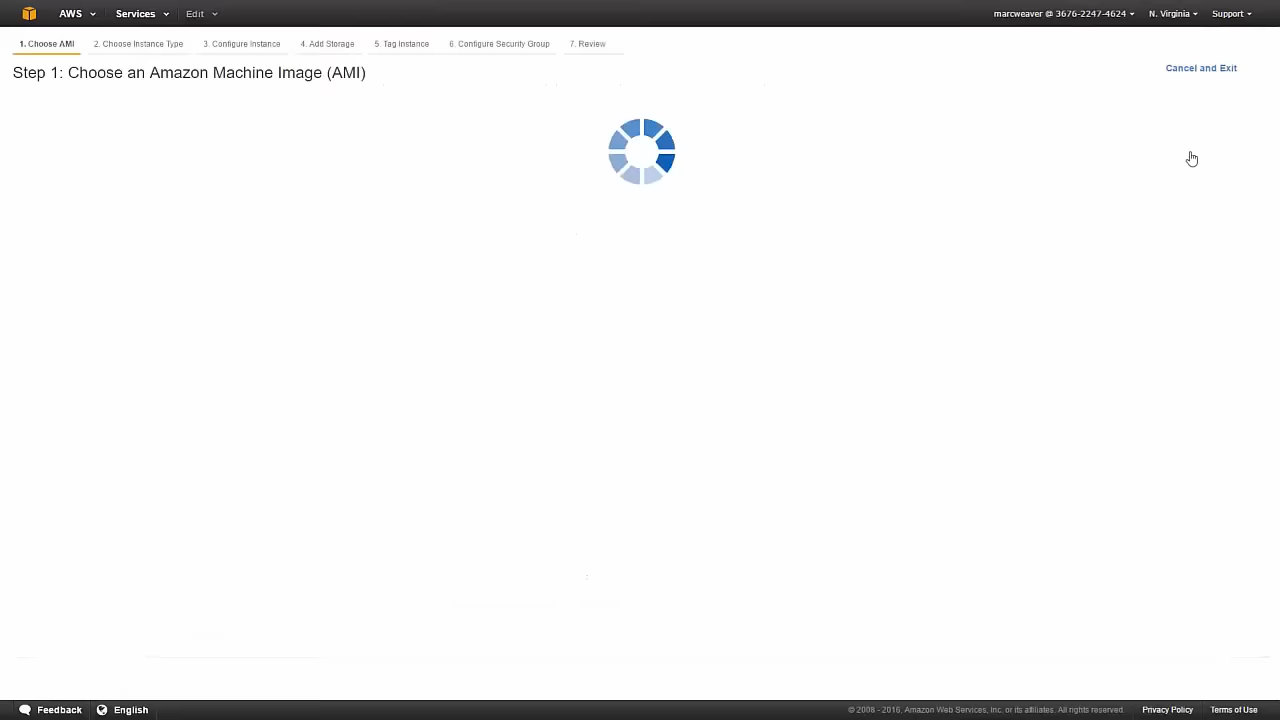 AWS Services Edit marcweaver @ 3676-2247-4624 N. Virginia Support
1. Choose AMI 2. Choose Instance Type 3. Configure Instance 4. Add Storage 5. Tag Instance 6. Configure Security Group 7. Review
Step 1: Choose an Amazon Machine Image (AMI)
Cancel and Exit
Feedback English © 2008 - 2016, Amazon Web Services, Inc. or its affiliates. All rights reserved. Privacy Policy Terms of Use